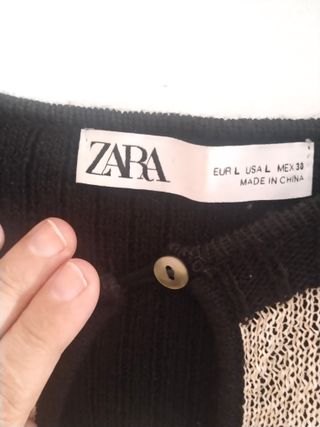 ZARA
EUR L USA L MEX 30
MADE IN CHINA